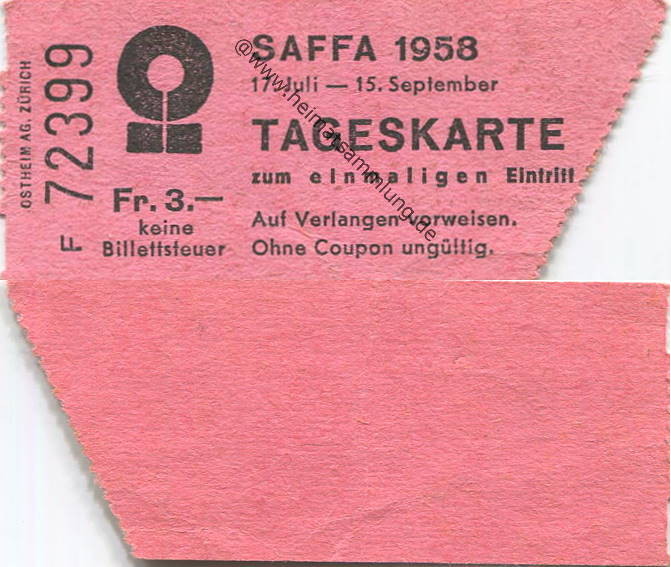 OSTHEIM AG. ZÜRICH
F 72399
SAFFA 1958
17. Juli — 15. September
TAGESKARTE
zum einmaligen Eintritt
Fr. 3.—
keine
Billettsteuer
Auf Verlangen vorweisen.
Ohne Coupon ungültig.
@www.heimatsammlung.de